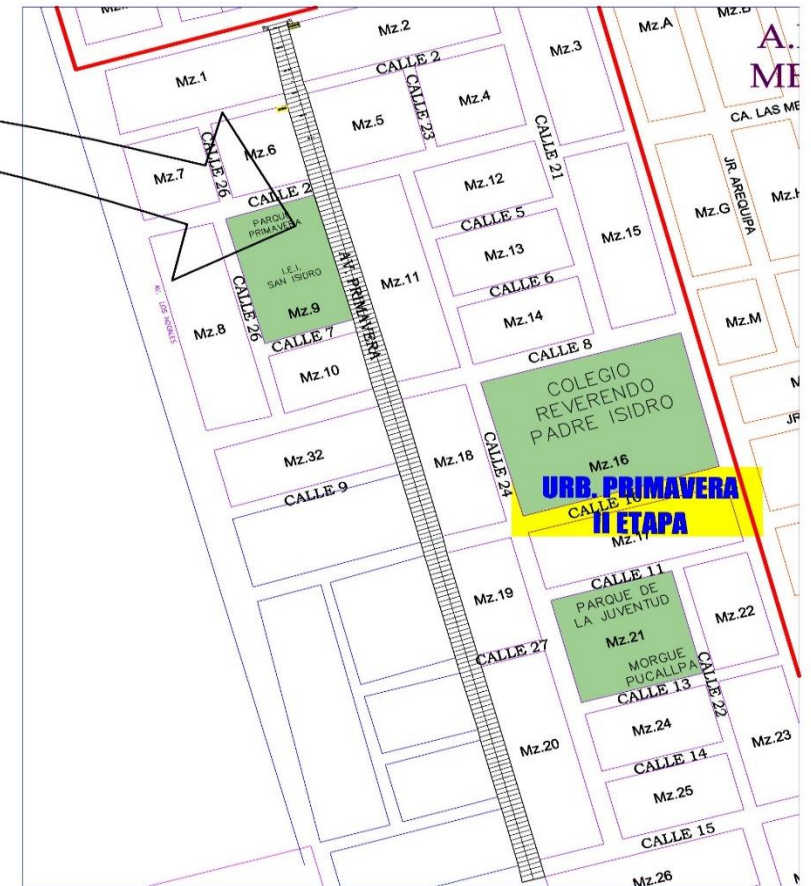 Mz.2
Mz.A
Mz.3
A.
ME
CALLE 2
Mz.1
Mz.4
CALLE 23
Mz.5
CA. LAS ME
CALLE 21
CALLE 26
Mz.6
Mz.7
Mz.12
JR. AREQUIPA
CALLE 2
PARQUE
PRIMAVERA
CALLE 5
Mz.G
Mz.15
Mz.13
I.E.I.
SAN ISIDRO
Mz.11
AV. PRIMAVERA
CALLE 6
Mz.9
CALLE 26
Mz.8
AV. LOS NOGALES
Mz.14
Mz.M
CALLE 7
CALLE 8
Mz.10
COLEGIO
REVERENDO
PADRE ISIDRO
Mz.32
Mz.18
CALLE 24
Mz.16
CALLE 9
URB. PRIMAVERA
II ETAPA
CALLE 10
Mz.17
CALLE 11
Mz.19
PARQUE DE
LA JUVENTUD
Mz.22
Mz.21
CALLE 27
MORGUE
PUCALLPA
CALLE 22
CALLE 13
Mz.24
Mz.20
Mz.23
CALLE 14
Mz.25
CALLE 15
Mz.26